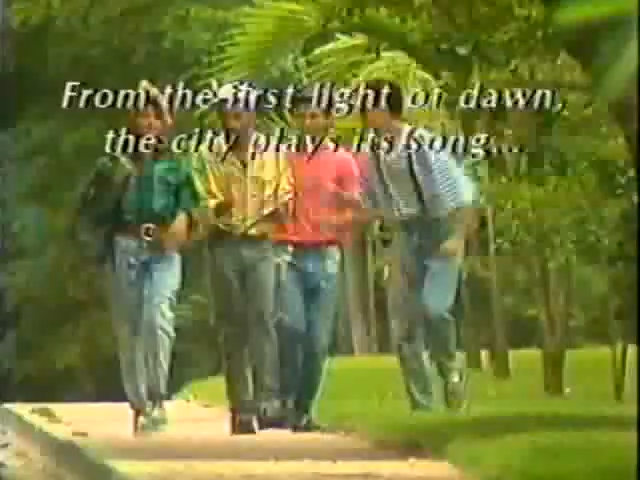 From the first light of dawn,
the city plays its song...